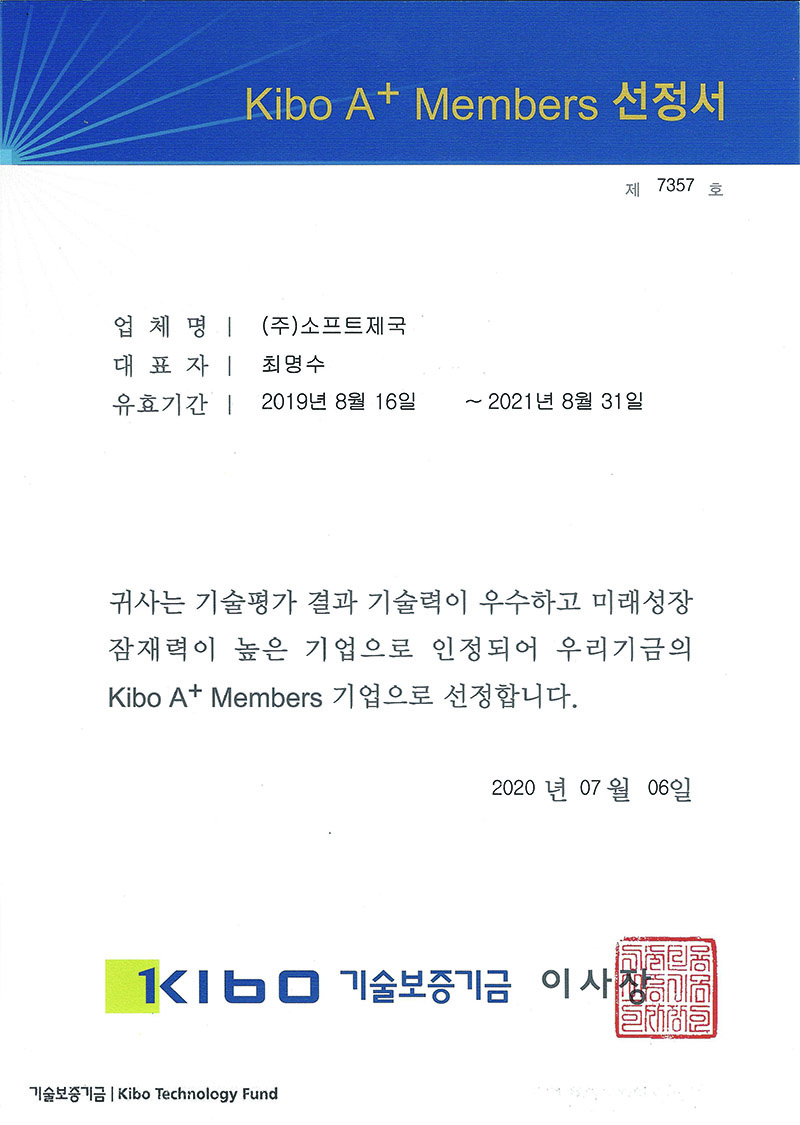 Kibo A+ Members 선정서
제 7357 호
업 체 명 | (주)소프트제국
대 표 자 | 최명수
유효기간 | 2019년 8월 16일 ~ 2021년 8월 31일
귀사는 기술평가 결과 기술력이 우수하고 미래성장
잠재력이 높은 기업으로 인정되어 우리기금의
Kibo A+ Members 기업으로 선정합니다.
2020 년 07 월 06일
KIbo 기술보증기금 이 사 장
기술보증기금 | Kibo Technology Fund